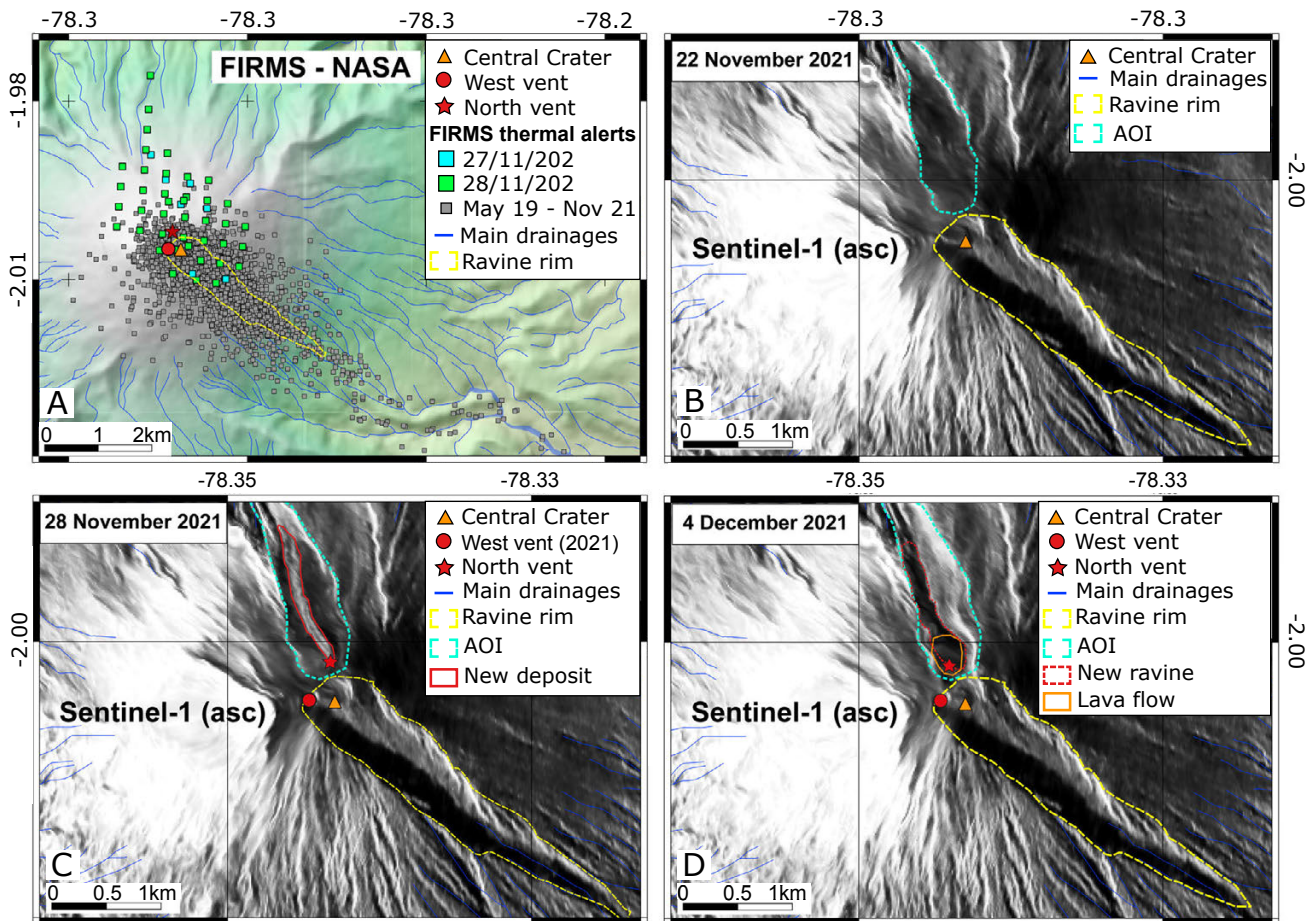 -78.3
-78.3
-78.2
FIRMS - NASA
Central Crater
West vent
North vent
FIRMS thermal alerts
27/11/202
28/11/202
May 19 - Nov 21
Main drainages
Ravine rim
-1.98
-2.01
A
0 1 2km
-78.3
-78.3
22 November 2021
Central Crater
Main drainages
Ravine rim
AOI
-2.00
Sentinel-1 (asc)
B
0 0.5 1km
-78.35
-78.33
28 November 2021
Central Crater
West vent (2021)
North vent
Main drainages
Ravine rim
AOI
New deposit
-2.00
Sentinel-1 (asc)
C
0 0.5 1km
-78.35
-78.33
4 December 2021
Central Crater
West vent
North vent
Main drainages
Ravine rim
AOI
New ravine
Lava flow
-2.00
Sentinel-1 (asc)
D
0 0.5 1km